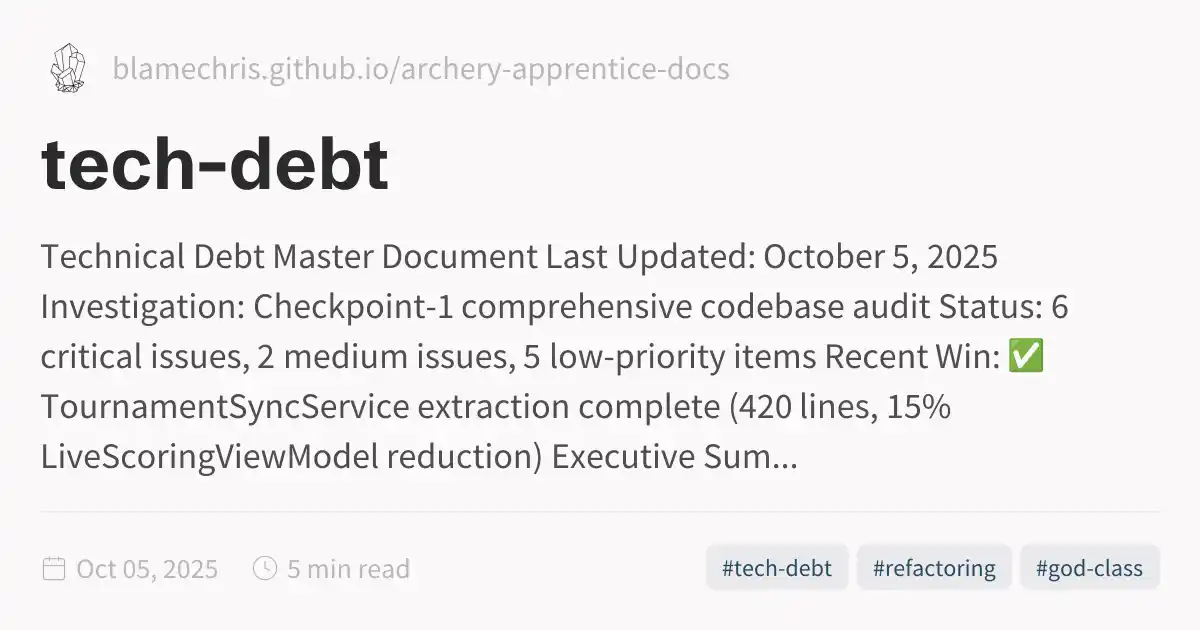 blamechris.github.io/archery-apprentice-docs
tech-debt
Technical Debt Master Document Last Updated: October 5, 2025
Investigation: Checkpoint-1 comprehensive codebase audit Status: 6
critical issues, 2 medium issues, 5 low-priority items Recent Win: ✅
TournamentSyncService extraction complete (420 lines, 15%
LiveScoringViewModel reduction) Executive Sum...
Oct 05, 2025 5 min read #tech-debt #refactoring #god-class